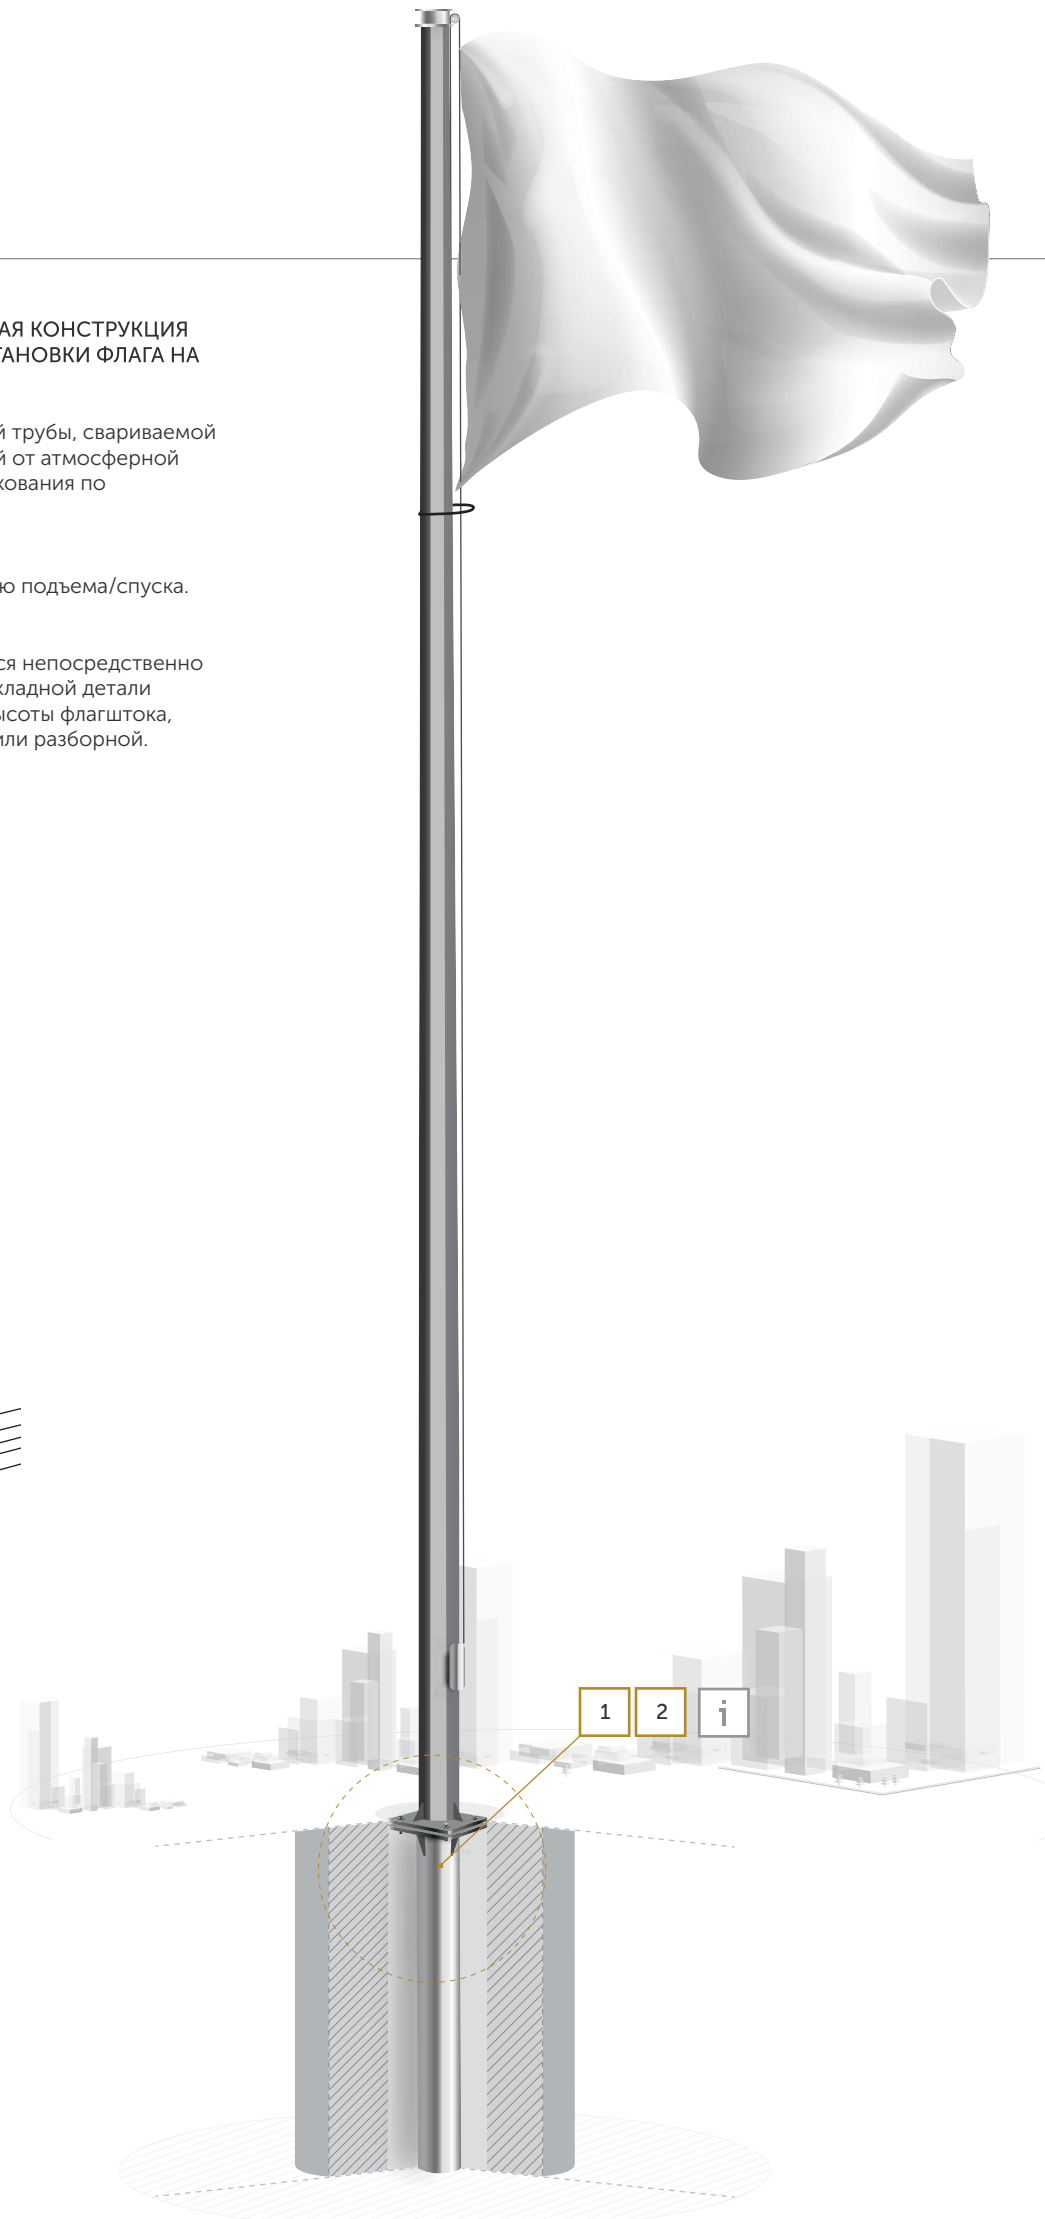 АЯ КОНСТРУКЦИЯ
ТАНОВКИ ФЛАГА НА
й трубы, свариваемой
й от атмосферной
кования по
ю подъема/спуска.
ся непосредственно
кладной детали
ысоты флагштока,
или разборной.
1 2 i